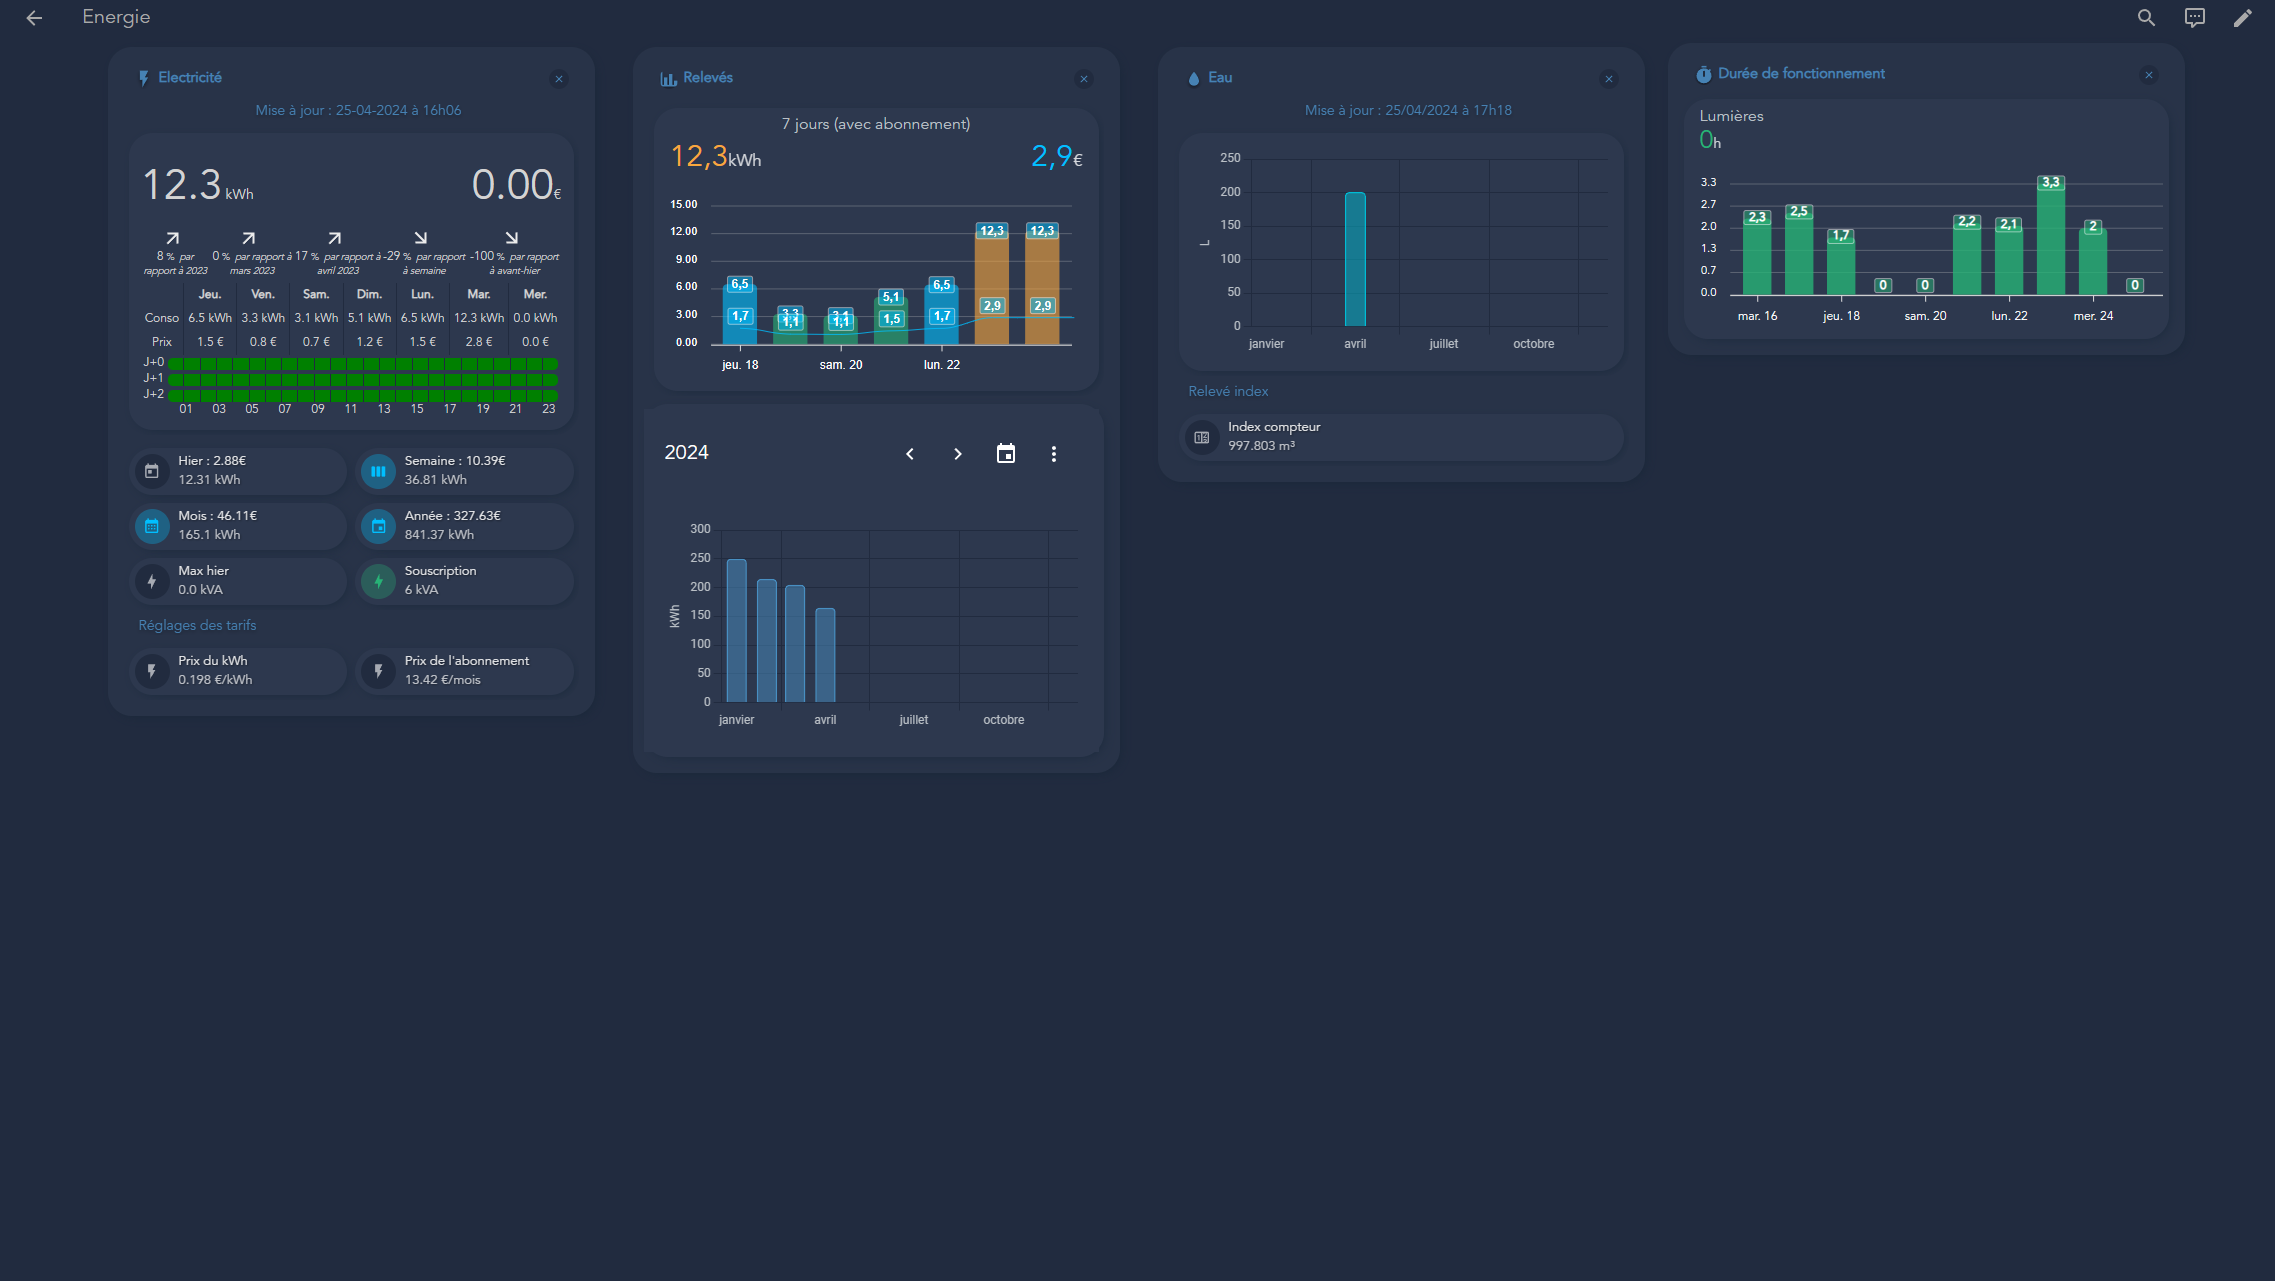 Energie
Electricité
Mise à jour : 25-04-2024 à 16h06
12.3 kWh 0.00€
8 % par rapport à 2023
0 % par rapport à mars 2023
17 % par rapport à avril 2023
-29 % par rapport à semaine
-100 % par rapport à avant-hier
Jeu. Ven. Sam. Dim. Lun. Mar. Mer.
Conso 6.5 kWh 3.3 kWh 3.1 kWh 5.1 kWh 6.5 kWh 12.3 kWh 0.0 kWh
Prix 1.5 € 0.8 € 0.7 € 1.2 € 1.5 € 2.8 € 0.0 €
J+0
J+1
J+2
01 03 05 07 09 11 13 15 17 19 21 23
Hier : 2.88€
12.31 kWh
Semaine : 10.39€
36.81 kWh
Mois : 46.11€
165.1 kWh
Année : 327.63€
841.37 kWh
Max hier
0.0 kVA
Souscription
6 kVA
Réglages des tarifs
Prix du kWh
0.198 €/kWh
Prix de l'abonnement
13.42 €/mois
Relevés
7 jours (avec abonnement)
12,3kWh 2,9€
15.00
12.00
9.00
6.00
3.00
0.00
6,5 5,1 6,5 12,3 12,3
1,7 1,1 1,1 1,5 1,7 2,9 2,9
jeu. 18 sam. 20 lun. 22
2024
300
250
200
150
100
50
0
kWh
janvier avril juillet octobre
Eau
Mise à jour : 25/04/2024 à 17h18
250
200
150
100
50
0
L
janvier avril juillet octobre
Relevé index
Index compteur
997.803 m³
Durée de fonctionnement
Lumières
0h
3.3
2.7
2.0
1.3
0.7
0.0
2,3 2,5 1,7 0 0 2,2 2,1 3,3 2 0
mar. 16 jeu. 18 sam. 20 lun. 22 mer. 24